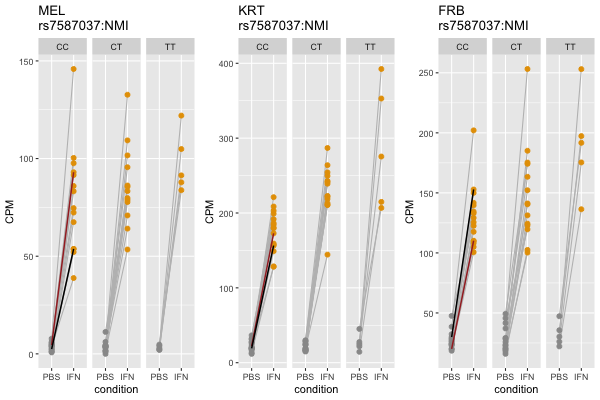 MEL
rs7587037:NMI
CC CT TT
CPM
150
100
50
0
PBS IFN PBS IFN PBS IFN
condition
KRT
rs7587037:NMI
CC CT TT
CPM
400
300
200
100
0
PBS IFN PBS IFN PBS IFN
condition
FRB
rs7587037:NMI
CC CT TT
CPM
250
200
150
100
50
PBS IFN PBS IFN PBS IFN
condition